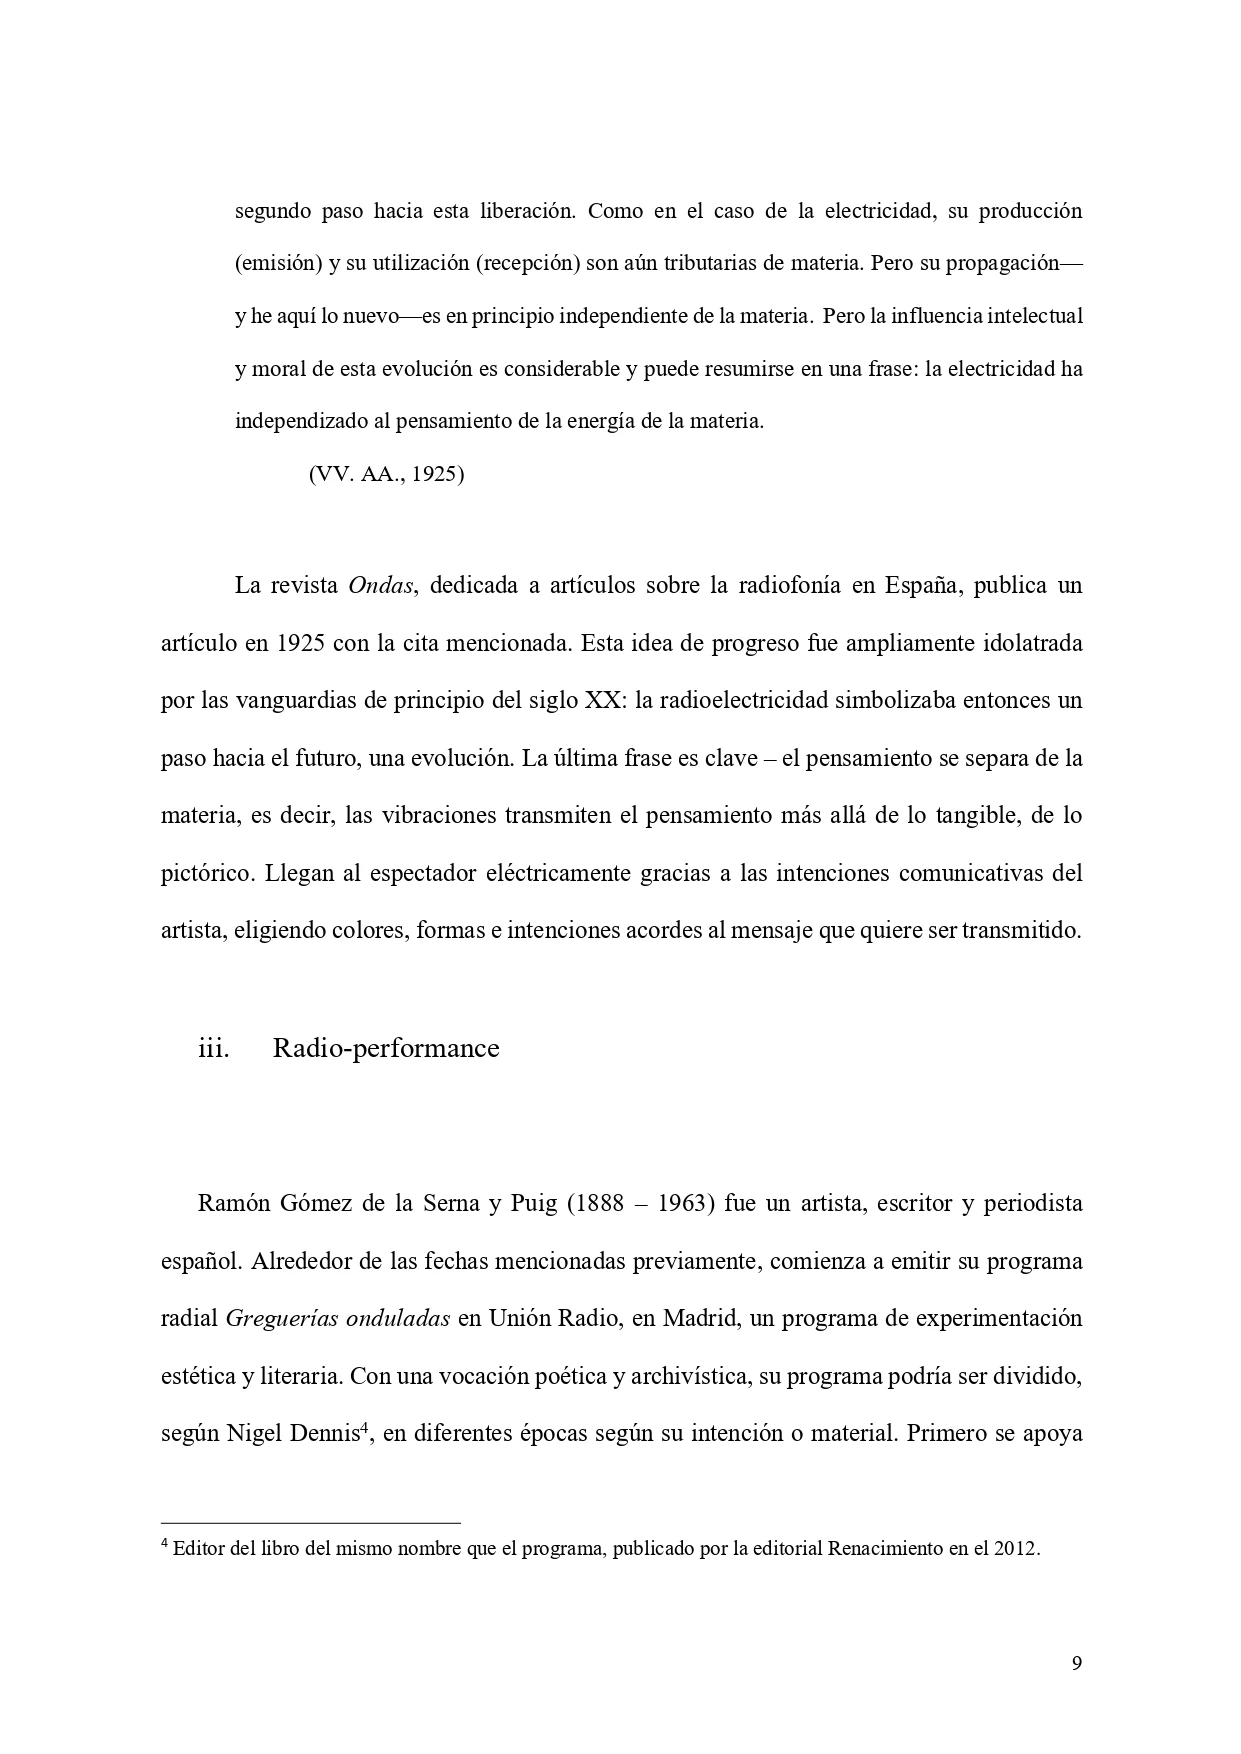 segundo paso hacia esta liberación. Como en el caso de la electricidad, su producción
(emisión) y su utilización (recepción) son aún tributarias de materia. Pero su propagación—
y he aquí lo nuevo—es en principio independiente de la materia.  Pero la influencia intelectual
y moral de esta evolución es considerable y puede resumirse en una frase: la electricidad ha
independizado al pensamiento de la energía de la materia.
(VV. AA., 1925)
La revista Ondas, dedicada a artículos sobre la radiofonía en España, publica un
artículo en 1925 con la cita mencionada. Esta idea de progreso fue ampliamente idolatrada
por las vanguardias de principio del siglo XX: la radioelectricidad simbolizaba entonces un
paso hacia el futuro, una evolución. La última frase es clave – el pensamiento se separa de la
materia, es decir, las vibraciones transmiten el pensamiento más allá de lo tangible, de lo
pictórico. Llegan al espectador eléctricamente gracias a las intenciones comunicativas del
artista, eligiendo colores, formas e intenciones acordes al mensaje que quiere ser transmitido.
iii. Radio-performance
Ramón Gómez de la Serna y Puig (1888 – 1963) fue un artista, escritor y periodista
español. Alrededor de las fechas mencionadas previamente, comienza a emitir su programa
radial Greguerías onduladas en Unión Radio, en Madrid, un programa de experimentación
estética y literaria. Con una vocación poética y archivística, su programa podría ser dividido,
según Nigel Dennis⁴, en diferentes épocas según su intención o material. Primero se apoya
⁴ Editor del libro del mismo nombre que el programa, publicado por la editorial Renacimiento en el 2012.
9